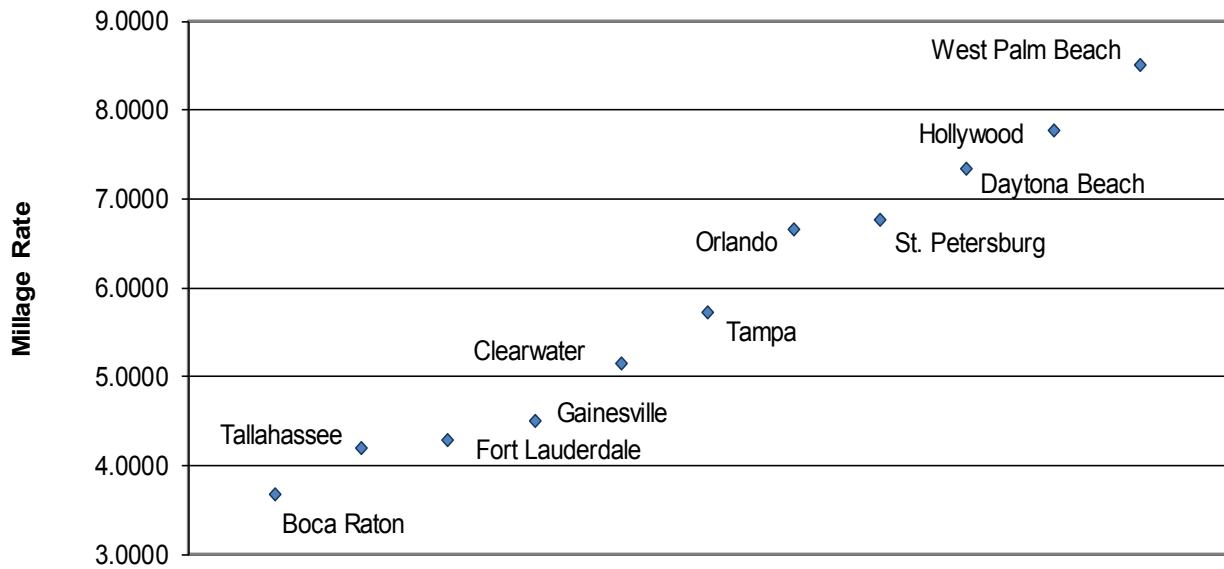 9.0000
West Palm Beach
8.0000
Hollywood
Daytona Beach
7.0000
Orlando
St. Petersburg
6.0000
Tampa
Clearwater
5.0000
Gainesville
Tallahassee
Fort Lauderdale
4.0000
Boca Raton
3.0000
Millage Rate